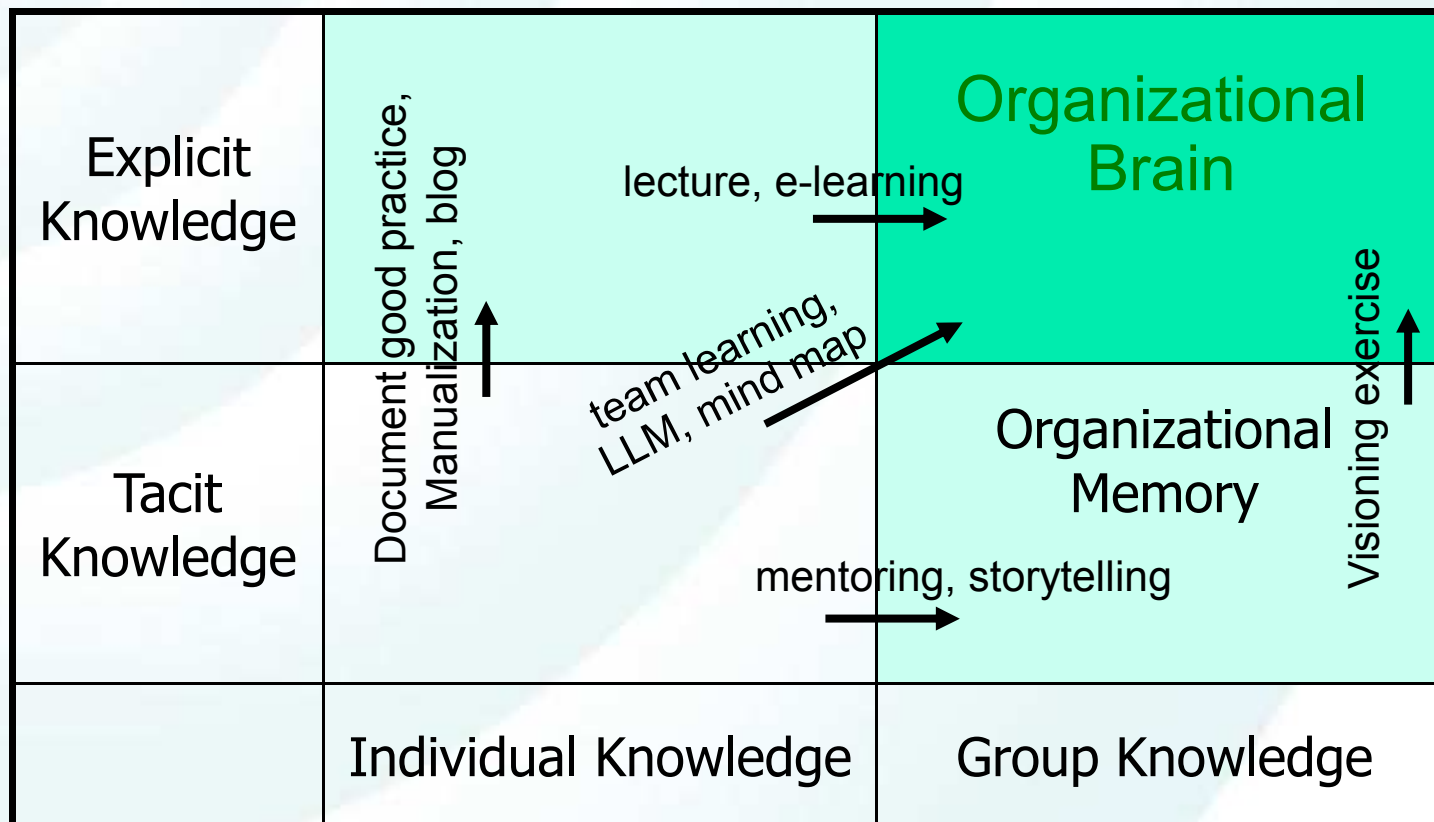 Explicit
Knowledge
Document good practice,
Manualization, blog
lecture, e-learning
Organizational
Brain
team learning,
LLM, mind map
Visioning exercise
Tacit
Knowledge
Organizational
Memory
mentoring, storytelling
Individual Knowledge
Group Knowledge